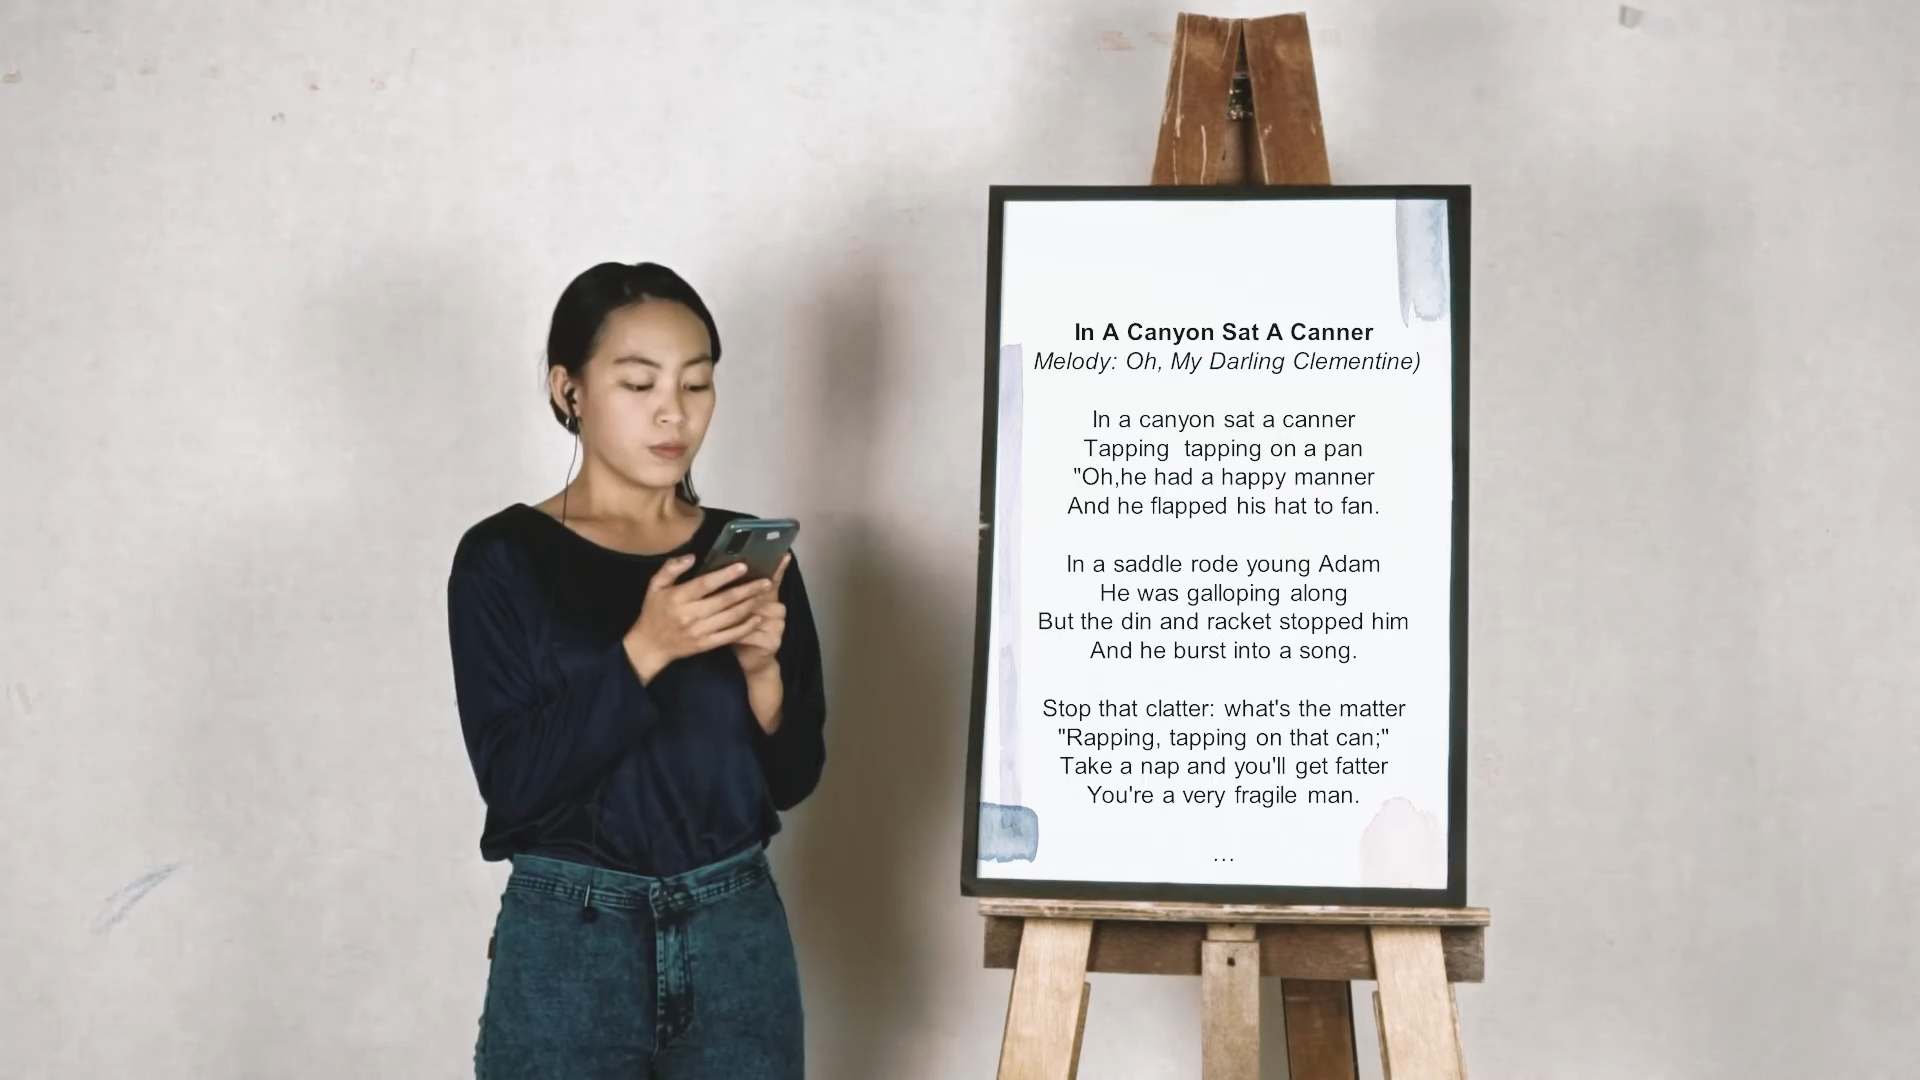 In A Canyon Sat A Canner
Melody: Oh, My Darling Clementine)
In a canyon sat a canner
Tapping  tapping on a pan
"Oh,he had a happy manner
And he flapped his hat to fan.
In a saddle rode young Adam
He was galloping along
But the din and racket stopped him
And he burst into a song.
Stop that clatter: what's the matter
"Rapping, tapping on that can;"
Take a nap and you'll get fatter
You're a very fragile man.
...